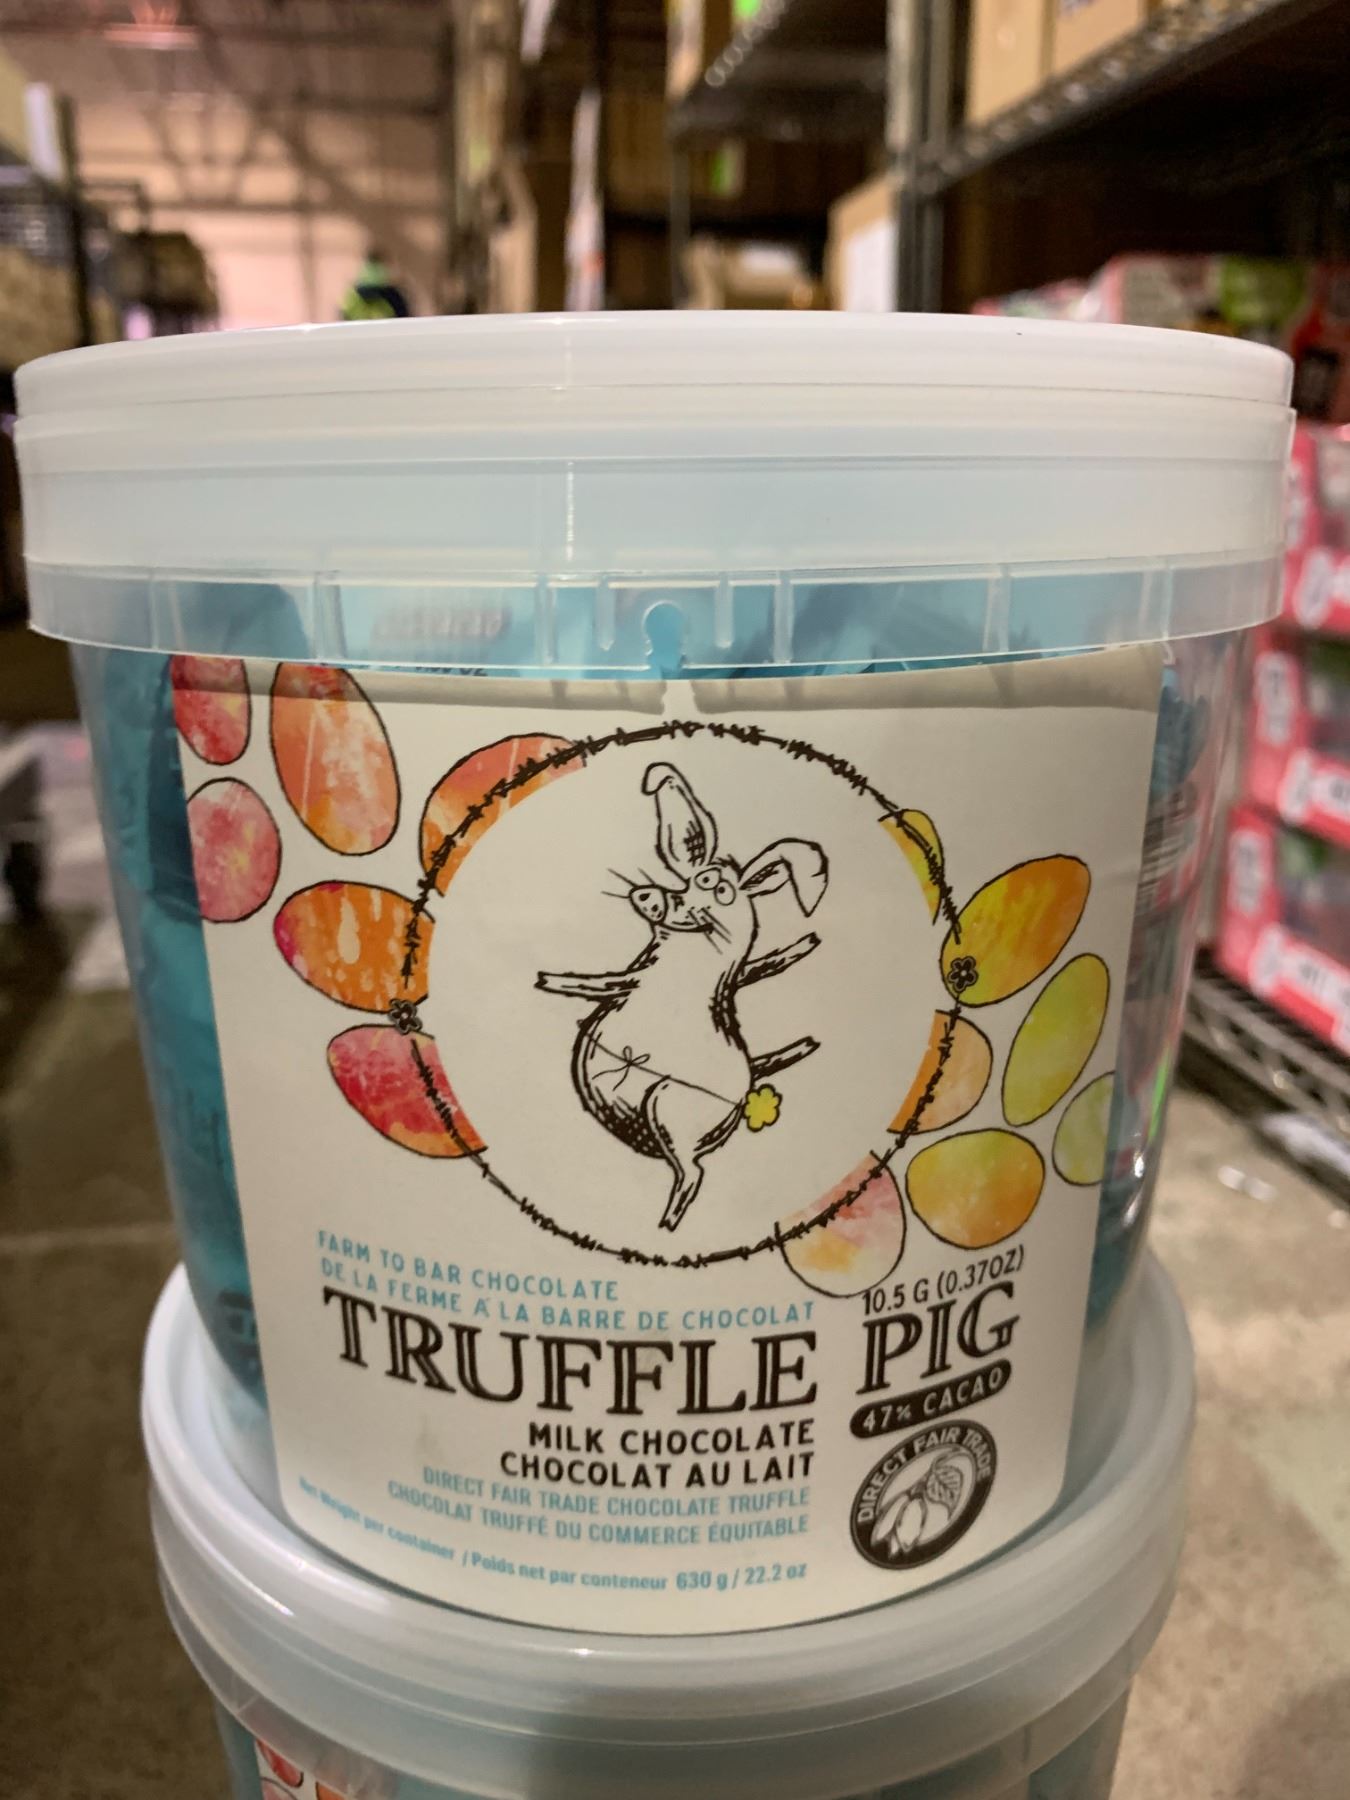 FARM TO BAR CHOCOLATE
DE LA FERME À LA BARRE DE CHOCOLAT
10.5 G (0.37OZ)
TRUFFLE PIG
47% CACAO
MILK CHOCOLATE
CHOCOLAT AU LAIT
DIRECT FAIR TRADE CHOCOLATE TRUFFLE
CHOCOLAT TRUFFÉ DU COMMERCE ÉQUITABLE
Net Weight per container / Poids net par conteneur 630 g / 22.2 oz
DIRECT FAIR TRADE